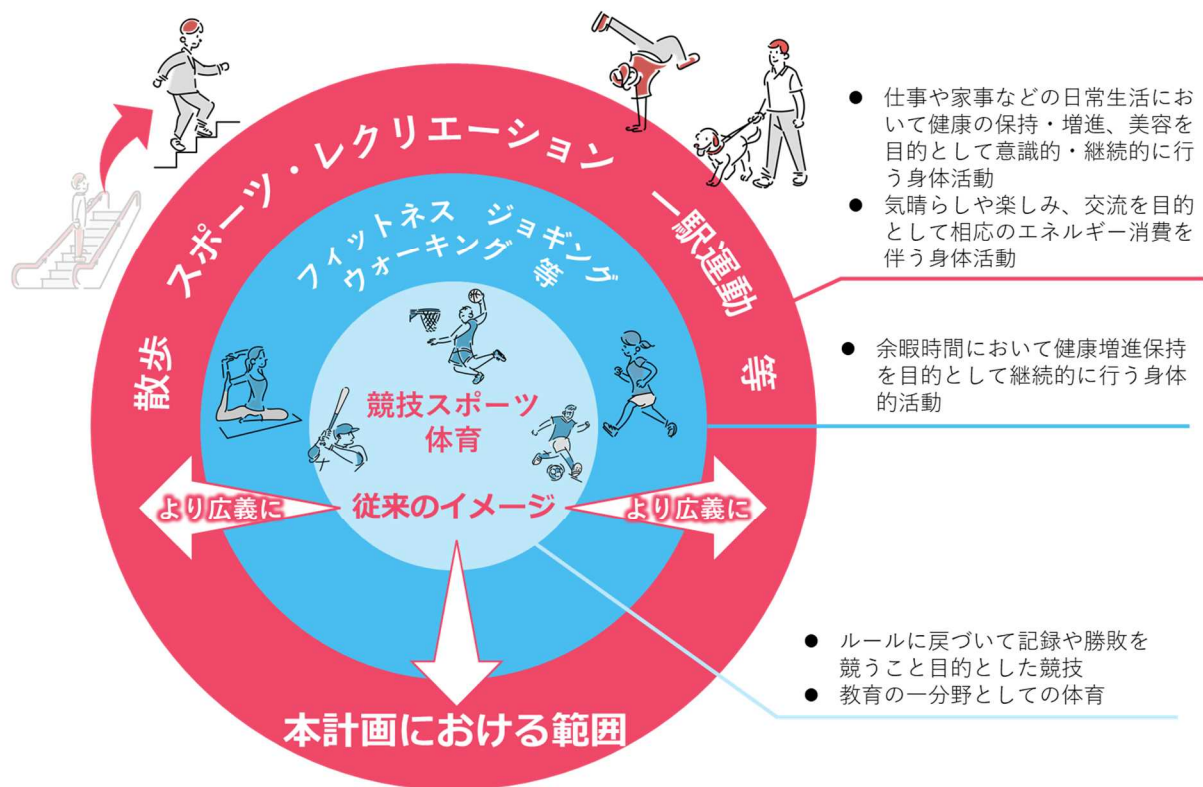 散歩 スポーツ・レクリエーション 一駅運動 等
フィットネス ジョギング
ウォーキング 等
競技スポーツ
体育
従来のイメージ
より広義に
より広義に
本計画における範囲
● 仕事や家事などの日常生活にお
いて健康の保持・増進、美容を
目的として意識的・継続的に行
う身体活動
● 気晴らしや楽しみ、交流を目的
として相応のエネルギー消費を
伴う身体活動
● 余暇時間において健康増進保持
を目的として継続的に行う身体
的活動
● ルールに戻づいて記録や勝敗を
競うこと目的とした競技
● 教育の一分野としての体育